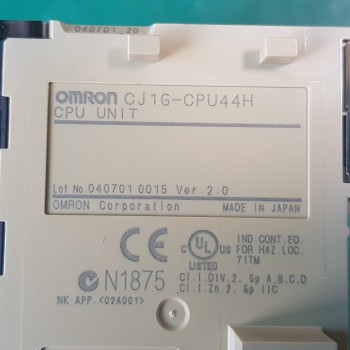 040701_20
OMRON CJ1G-CPU44H
CPU UNIT
Lot No.040701 0015 Ver.2.0
OMRON Corporation MADE IN JAPAN
CE
UL
LISTED
IND CONT. EQ.
FOR HAZ. LOC.
71TM
N1875
NK APP.<02A001>
Cl.I.DIV.2, Gp A,B,C,D
Cl.I.Zn.2, Gp IIC